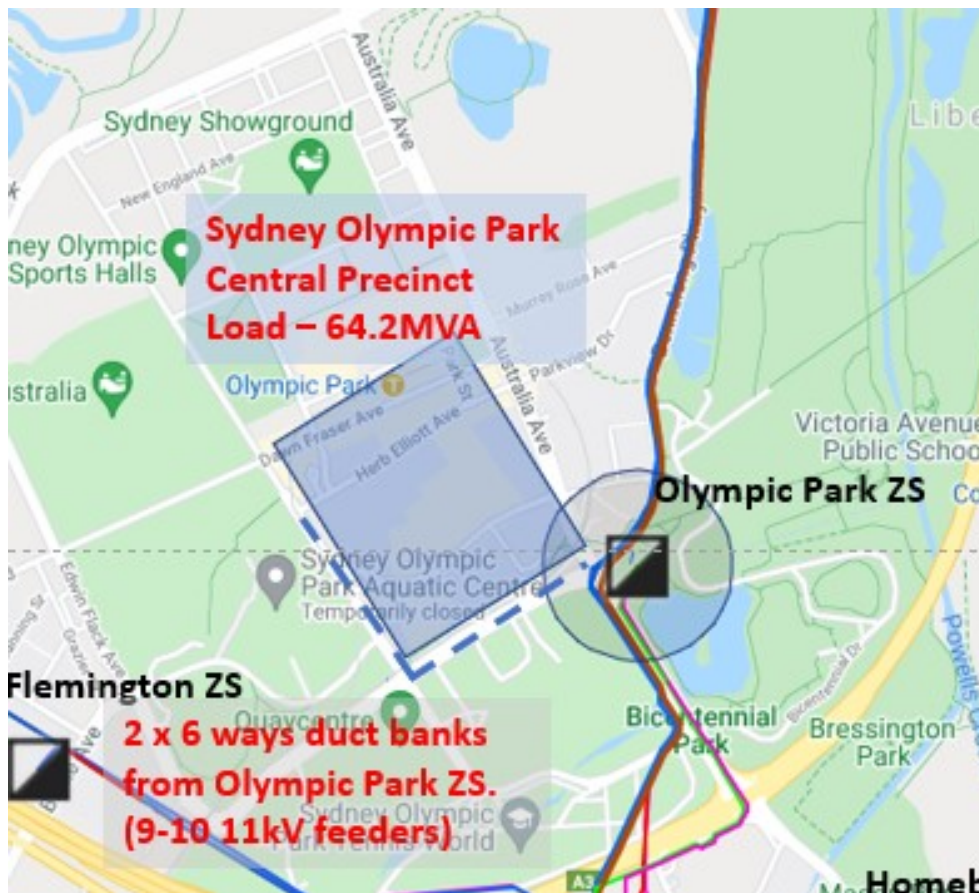 Australia Ave
Libe
Sydney Showground
New England Ave
ney Olympic
Sports Halls
Sydney Olympic Park
Central Precinct
Load – 64.2MVA
Murray Rose Ave
Australia Ave
Parkview Dr
Park St
Olympic Park
T
ustralia
Dawn Fraser Ave
Herb Elliott Ave
Victoria Avenue
Public Schoo
Olympic Park ZS
Co
Sydney Olympic
Park Aquatic Centre
Temporarily closed
Edwin Flack Ave
Powells
Bicentennial Dr
Flemington ZS
Quaycentre
2 x 6 ways duct banks
from Olympic Park ZS.
(9-10 11kV feeders)
Bicentennial
Park
Bressington
Park
Sydney Olympic
Park Tennis World
A3
Homeb